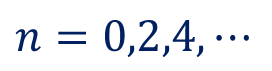 n = 0,2,4, ⋯